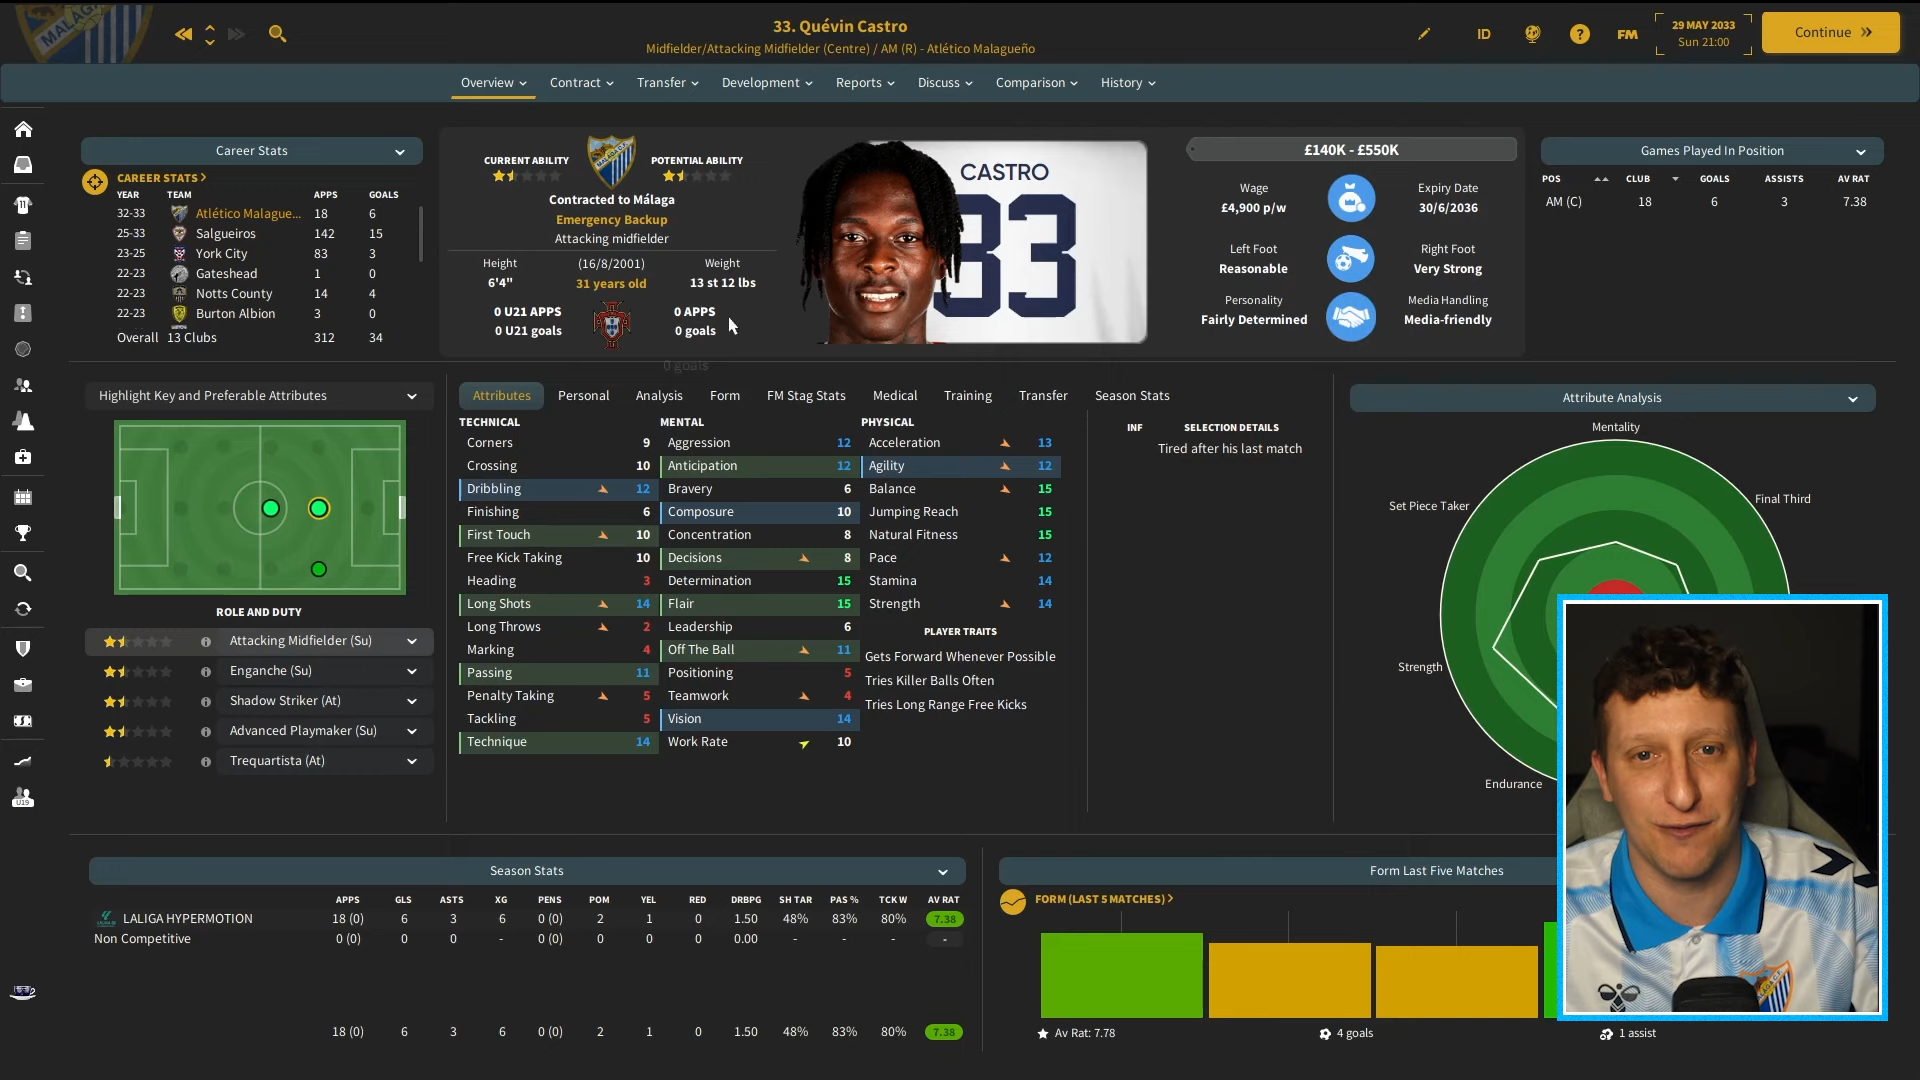 33. Quévin Castro
Midfielder/Attacking Midfielder (Centre) / AM (R) - Atlético Malagueño
ID
FM
29 MAY 2033
Sun 21:00
Continue
Overview Contract Transfer Development Reports Discuss Comparison History
Career Stats
CAREER STATS >
YEAR TEAM APPS GOALS
32-33 Atlético Malague... 18 6
25-33 Salgueiros 142 15
23-25 York City 83 3
22-23 Gateshead 1 0
22-23 Notts County 14 4
22-23 Burton Albion 3 0
Overall 13 Clubs 312 34
CURRENT ABILITY
POTENTIAL ABILITY
Contracted to Málaga
Emergency Backup
Attacking midfielder
Height (16/8/2001) Weight
6'4" 31 years old 13 st 12 lbs
0 U21 APPS 0 APPS
0 U21 goals 0 goals
0 goals
CASTRO
33
£140K - £550K
Wage Expiry Date
£4,900 p/w 30/6/2036
Left Foot Right Foot
Reasonable Very Strong
Personality Media Handling
Fairly Determined Media-friendly
Games Played In Position
POS CLUB GOALS ASSISTS AV RAT
AM (C) 18 6 3 7.38
Highlight Key and Preferable Attributes
ROLE AND DUTY
Attacking Midfielder (Su)
Enganche (Su)
Shadow Striker (At)
Advanced Playmaker (Su)
Trequartista (At)
Attributes Personal Analysis Form FM Stag Stats Medical Training Transfer Season Stats
TECHNICAL MENTAL PHYSICAL
Corners 9 Aggression 12 Acceleration 13
Crossing 10 Anticipation 12 Agility 12
Dribbling 12 Bravery 6 Balance 15
Finishing 6 Composure 10 Jumping Reach 15
First Touch 10 Concentration 8 Natural Fitness 15
Free Kick Taking 10 Decisions 8 Pace 12
Heading 3 Determination 15 Stamina 14
Long Shots 14 Flair 15 Strength 14
Long Throws 2 Leadership 6
Marking 4 Off The Ball 11
Passing 11 Positioning 5
Penalty Taking 5 Teamwork 4
Tackling 5 Vision 14
Technique 14 Work Rate 10
PLAYER TRAITS
Gets Forward Whenever Possible
Tries Killer Balls Often
Tries Long Range Free Kicks
INF SELECTION DETAILS
Tired after his last match
Attribute Analysis
Mentality
Set Piece Taker
Final Third
Strength
Endurance
U19
Season Stats
APPS GLS ASTS XG PENS POM YEL RED DRBPG SH TAR PAS % TCK W AV RAT
LALIGA HYPERMOTION 18 (0) 6 3 6 0 (0) 2 1 0 1.50 48% 83% 80% 7.38
Non Competitive 0 (0) 0 0 - 0 (0) 0 0 0 0.00 - - - -
18 (0) 6 3 6 0 (0) 2 1 0 1.50 48% 83% 80% 7.38
Form Last Five Matches
FORM (LAST 5 MATCHES) >
Av Rat: 7.78
4 goals
1 assist